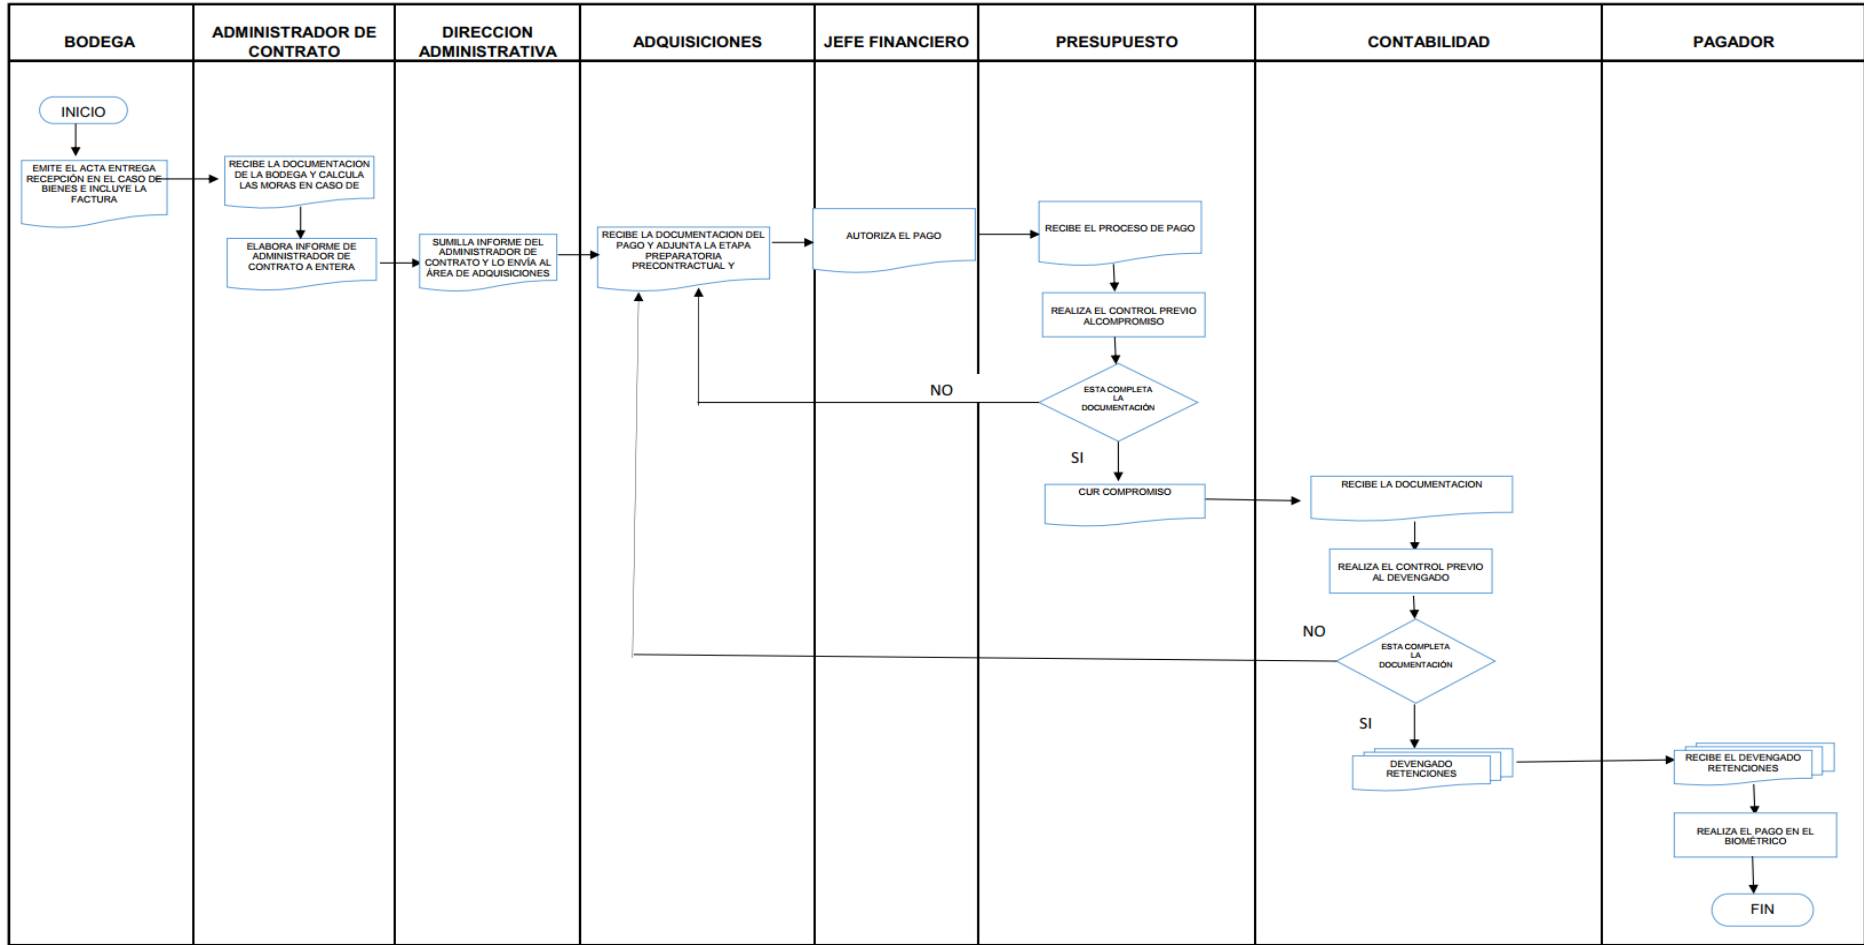 BODEGA
ADMINISTRADOR DE
CONTRATO
DIRECCION
ADMINISTRATIVA
ADQUISICIONES
JEFE FINANCIERO
PRESUPUESTO
CONTABILIDAD
PAGADOR
INICIO
EMITE EL ACTA ENTREGA
RECEPCIÓN EN EL CASO DE
BIENES E INCLUYE LA
FACTURA
RECIBE LA DOCUMENTACION
DE LA BODEGA Y CALCULA
LAS MORAS EN CASO DE
ELABORA INFORME DE
ADMINISTRADOR DE
CONTRATO A ENTERA
SUMILLA INFORME DEL
ADMINISTRADOR DE
CONTRATO Y LO ENVÍA AL
ÁREA DE ADQUISICIONES
RECIBE LA DOCUMENTACION DEL
PAGO Y ADJUNTA LA ETAPA
PREPARATORIA
PRECONTRACTUAL Y
AUTORIZA EL PAGO
RECIBE EL PROCESO DE PAGO
REALIZA EL CONTROL PREVIO
ALCOMPROMISO
ESTA COMPLETA
LA
DOCUMENTACIÓN
NO
SI
CUR COMPROMISO
RECIBE LA DOCUMENTACION
REALIZA EL CONTROL PREVIO
AL DEVENGADO
ESTA COMPLETA
LA
DOCUMENTACIÓN
NO
SI
DEVENGADO
RETENCIONES
RECIBE EL DEVENGADO
RETENCIONES
REALIZA EL PAGO EN EL
BIOMÉTRICO
FIN